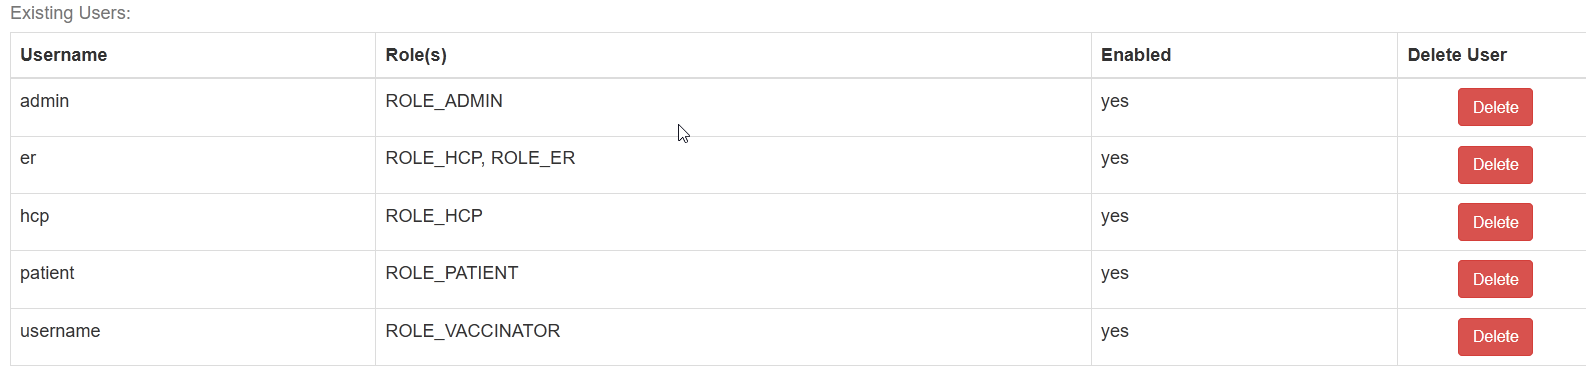 Existing Users:
Username Role(s) Enabled Delete User
admin ROLE_ADMIN yes Delete
er ROLE_HCP, ROLE_ER yes Delete
hcp ROLE_HCP yes Delete
patient ROLE_PATIENT yes Delete
username ROLE_VACCINATOR yes Delete